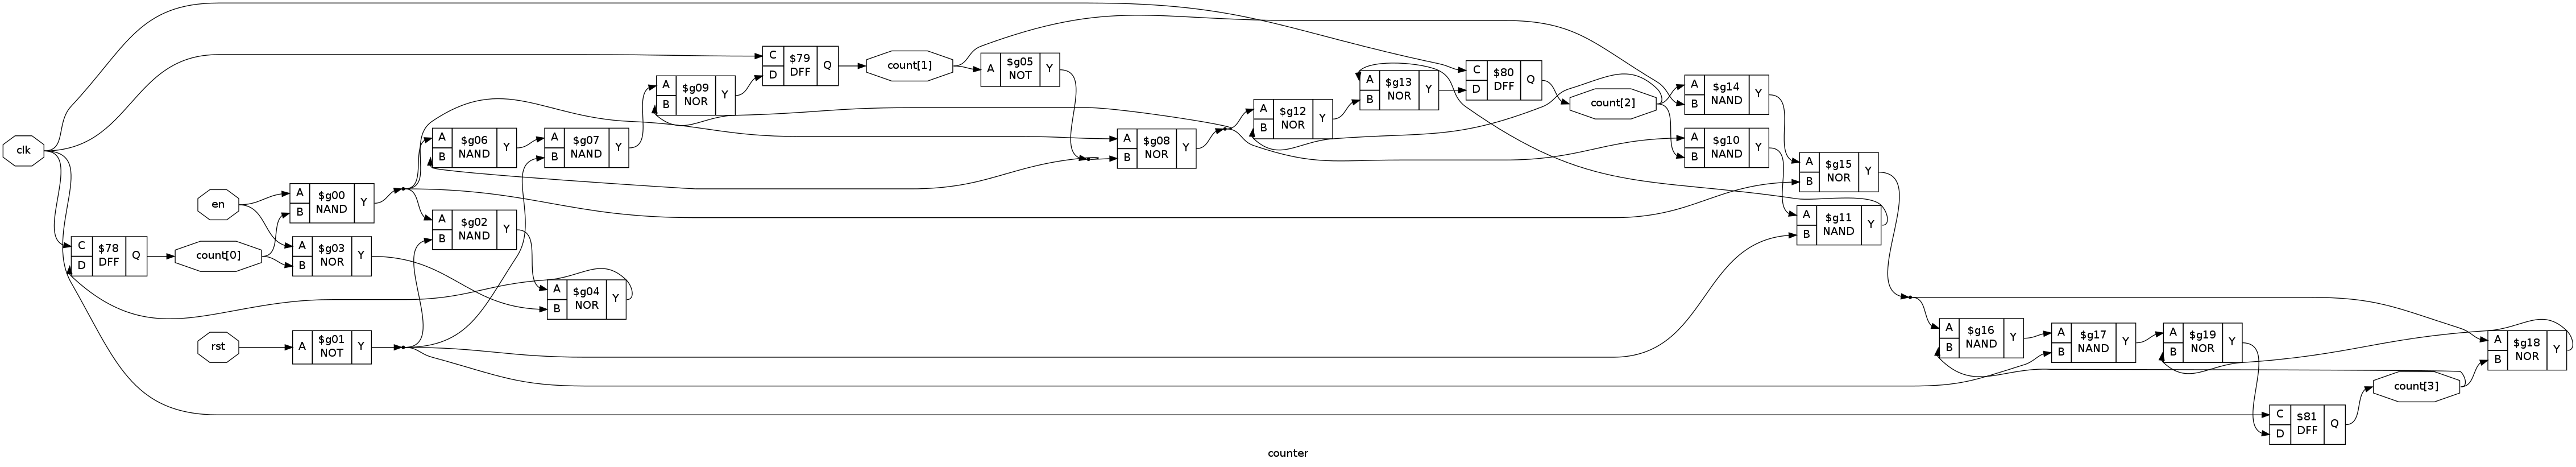 clk
en
rst
C $78 DFF D Q
count[0]
A $g00 NAND B Y
A $g03 NOR B Y
A $g01 NOT Y
A $g06 NAND B Y
A $g02 NAND B Y
A $g07 NAND B Y
A $g04 NOR B Y
A $g09 NOR B Y
C $79 DFF D Q
count[1]
A $g05 NOT Y
A $g08 NOR B Y
A $g12 NOR B Y
A $g13 NOR B Y
C $80 DFF D Q
count[2]
A $g14 NAND B Y
A $g10 NAND B Y
A $g15 NOR B Y
A $g11 NAND B Y
A $g16 NAND B Y
A $g17 NAND B Y
A $g19 NOR B Y
C $81 DFF D Q
count[3]
A $g18 NOR B Y
counter